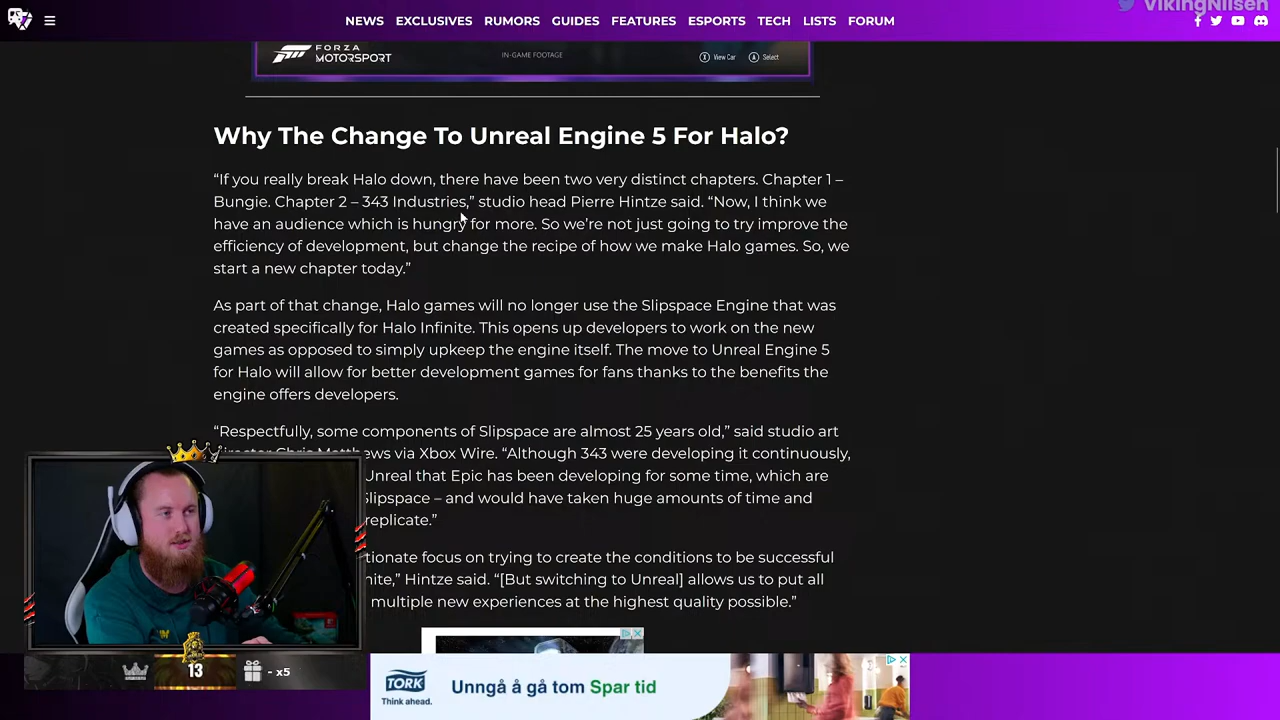 VikingNilsen
NEWS EXCLUSIVES RUMORS GUIDES FEATURES ESPORTS TECH LISTS FORUM
FORZA
MOTORSPORT
IN-GAME FOOTAGE
X View Car A Select
Why The Change To Unreal Engine 5 For Halo?
“If you really break Halo down, there have been two very distinct chapters. Chapter 1 –
Bungie. Chapter 2 – 343 Industries,” studio head Pierre Hintze said. “Now, I think we
have an audience which is hungry for more. So we’re not just going to try improve the
efficiency of development, but change the recipe of how we make Halo games. So, we
start a new chapter today.”
As part of that change, Halo games will no longer use the Slipspace Engine that was
created specifically for Halo Infinite. This opens up developers to work on the new
games as opposed to simply upkeep the engine itself. The move to Unreal Engine 5
for Halo will allow for better development games for fans thanks to the benefits the
engine offers developers.
“Respectfully, some components of Slipspace are almost 25 years old,” said studio art
director Chris Matthews via Xbox Wire. “Although 343 were developing it continuously,
Unreal that Epic has been developing for some time, which are
Slipspace – and would have taken huge amounts of time and
replicate.”
tionate focus on trying to create the conditions to be successful
nite,” Hintze said. “[But switching to Unreal] allows us to put all
multiple new experiences at the highest quality possible.”
13
- x5
TORK
Think ahead.
Unngå å gå tom Spar tid